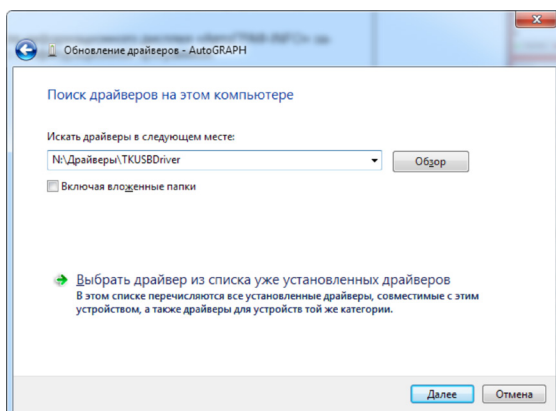 Обновление драйверов - AutoGRAPH
Поиск драйверов на этом компьютере
Искать драйверы в следующем месте:
N:\Драйверы\TKUSBDriver
Обзор
Включая вложенные папки
Выбрать драйвер из списка уже установленных драйверов
В этом списке перечисляются все установленные драйверы, совместимые с этим
устройством, а также драйверы для устройств той же категории.
Далее
Отмена